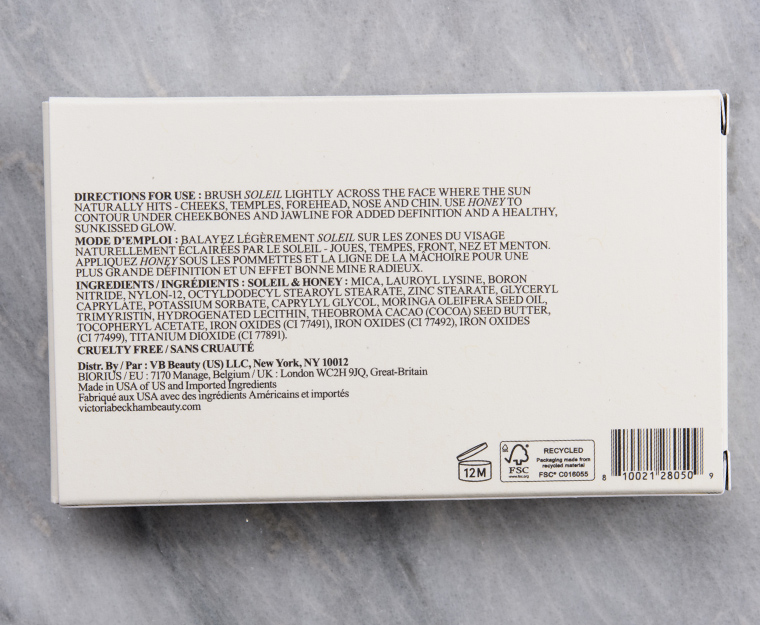 DIRECTIONS FOR USE : BRUSH SOLEIL LIGHTLY ACROSS THE FACE WHERE THE SUN
NATURALLY HITS - CHEEKS, TEMPLES, FOREHEAD, NOSE AND CHIN. USE HONEY TO
CONTOUR UNDER CHEEKBONES AND JAWLINE FOR ADDED DEFINITION AND A HEALTHY,
SUNKISSED GLOW.
MODE D'EMPLOI : BALAYEZ LÉGÈREMENT SOLEIL SUR LES ZONES DU VISAGE
NATURELLEMENT ÉCLAIRÉES PAR LE SOLEIL - JOUES, TEMPES, FRONT, NEZ ET MENTON.
APPLIQUEZ HONEY SOUS LES POMMETTES ET LA LIGNE DE LA MÂCHOIRE POUR UNE
PLUS GRANDE DÉFINITION ET UN EFFET BONNE MINE RADIEUX.
INGREDIENTS / INGRÉDIENTS : SOLEIL & HONEY : MICA, LAUROYL LYSINE, BORON
NITRIDE, NYLON-12, OCTYLDODECYL STEAROYL STEARATE, ZINC STEARATE, GLYCERYL
CAPRYLATE, POTASSIUM SORBATE, CAPRYLYL GLYCOL, MORINGA OLEIFERA SEED OIL,
TRIMYRISTIN, HYDROGENATED LECITHIN, THEOBROMA CACAO (COCOA) SEED BUTTER,
TOCOPHERYL ACETATE, IRON OXIDES (CI 77491), IRON OXIDES (CI 77492), IRON OXIDES
(CI 77499), TITANIUM DIOXIDE (CI 77891).
CRUELTY FREE / SANS CRUAUTÉ
Distr. By / Par : VB Beauty (US) LLC, New York, NY 10012
BIORIUS / EU : 7170 Manage, Belgium / UK : London WC2H 9JQ, Great-Britain
Made in USA of US and Imported Ingredients
Fabriqué aux USA avec des ingrédients Américains et importés
victoriabeckhambeauty.com
12M
FSC
www.fsc.org
RECYCLED
Packaging made from
recycled material
FSC® C016055
8 10021 28050 9